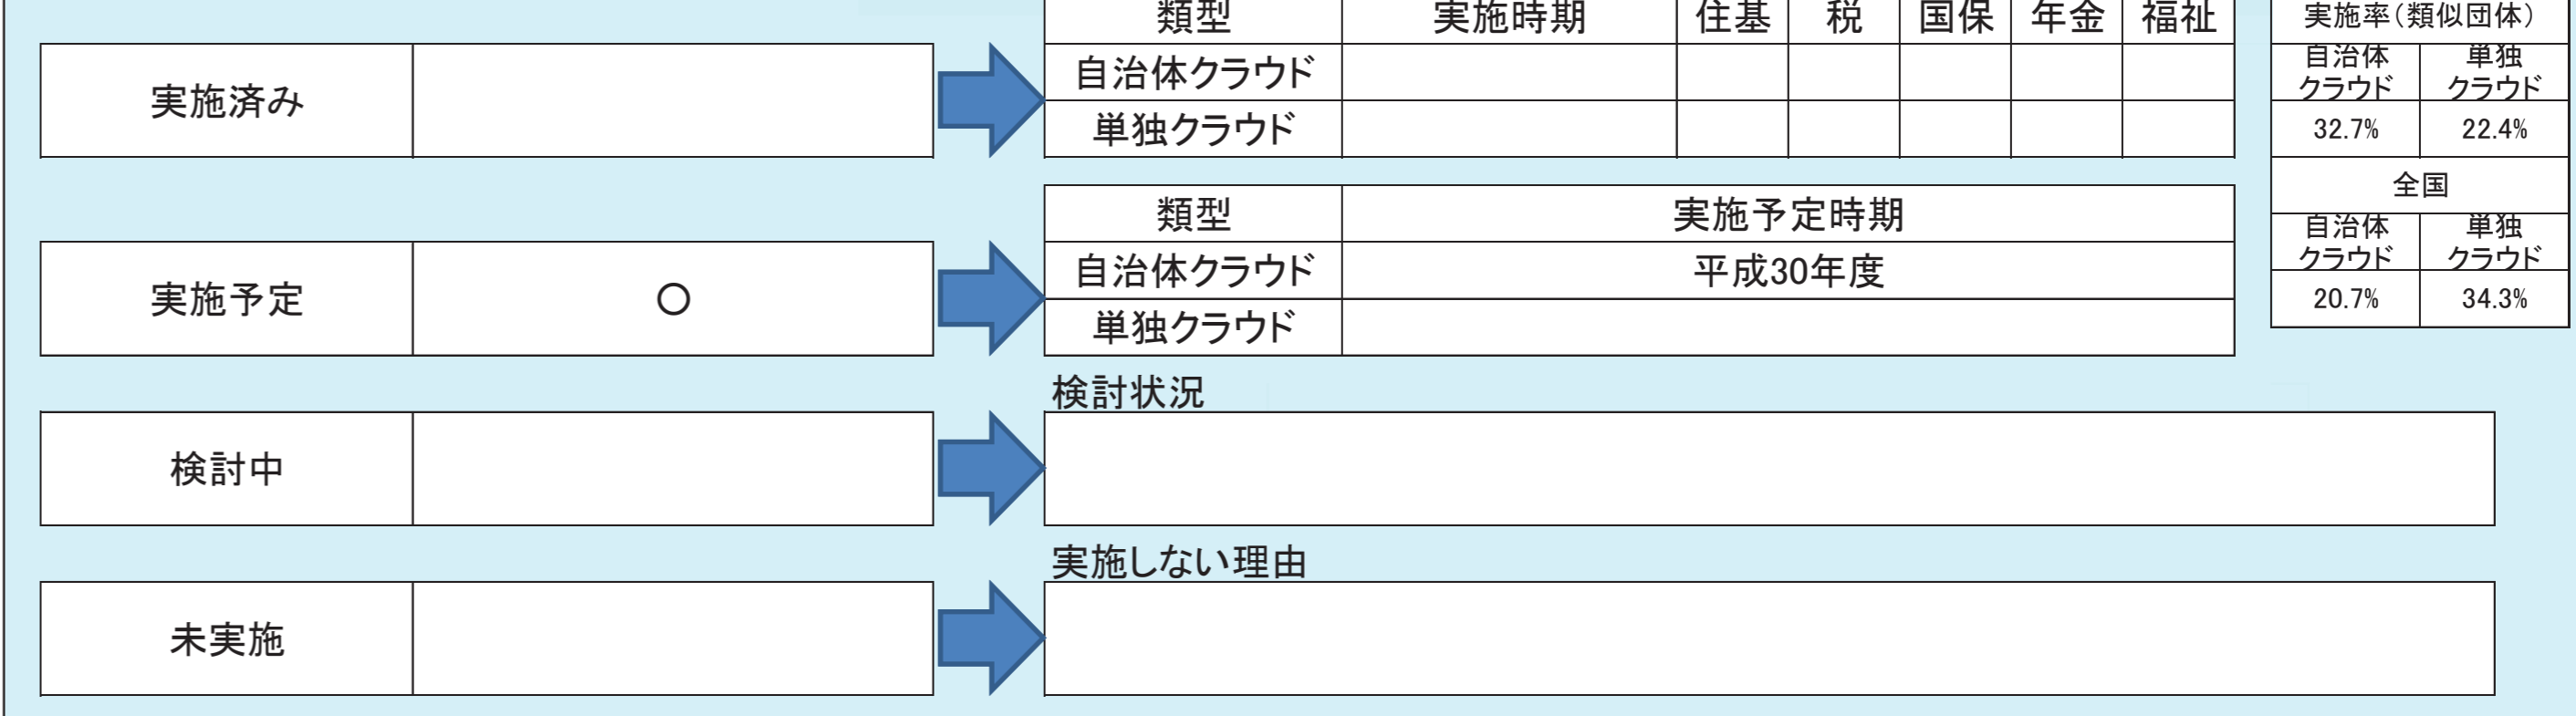 類型 実施時期 住基 税 国保 年金 福祉
実施済み
自治体クラウド
単独クラウド
類型 実施予定時期
実施予定 〇
自治体クラウド 平成30年度
単独クラウド
検討状況
検討中
実施しない理由
未実施
実施率(類似団体)
自治体 単独
クラウド クラウド
32.7% 22.4%
全国
自治体 単独
クラウド クラウド
20.7% 34.3%